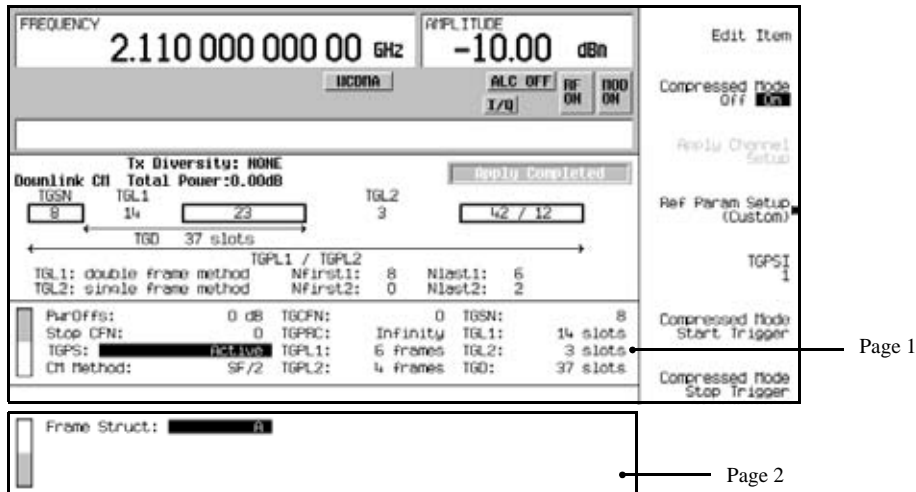 FREQUENCY
2.110 000 000 00 GHz
AMPLITUDE
-10.00 dBm
WCDMA
ALC OFF
I/Q
RF ON
MOD ON
Tx Diversity: NONE
Downlink CM Total Power:0.00dB
Apply Completed
TGSN TGL1 TGL2
8 14 23 3 42 / 12
TGD 37 slots
TGPL1 / TGPL2
TGL1: double frame method Nfirst1: 8 Nlast1: 6
TGL2: single frame method Nfirst2: 0 Nlast2: 2
PwrOffs: 0 dB TGCFN: 0 TGSN: 8
Stop CFN: 0 TGPRC: Infinity TGL1: 14 slots
TGPS: Active TGPL1: 6 frames TGL2: 3 slots
CM Method: SF/2 TGPL2: 4 frames TGD: 37 slots
Edit Item
Compressed Mode
Off On
Apply Channel
Setup
Ref Param Setup
(Custom)
TGPSI
1
Compressed Mode
Start Trigger
Compressed Mode
Stop Trigger
Page 1
Frame Struct: A
Page 2